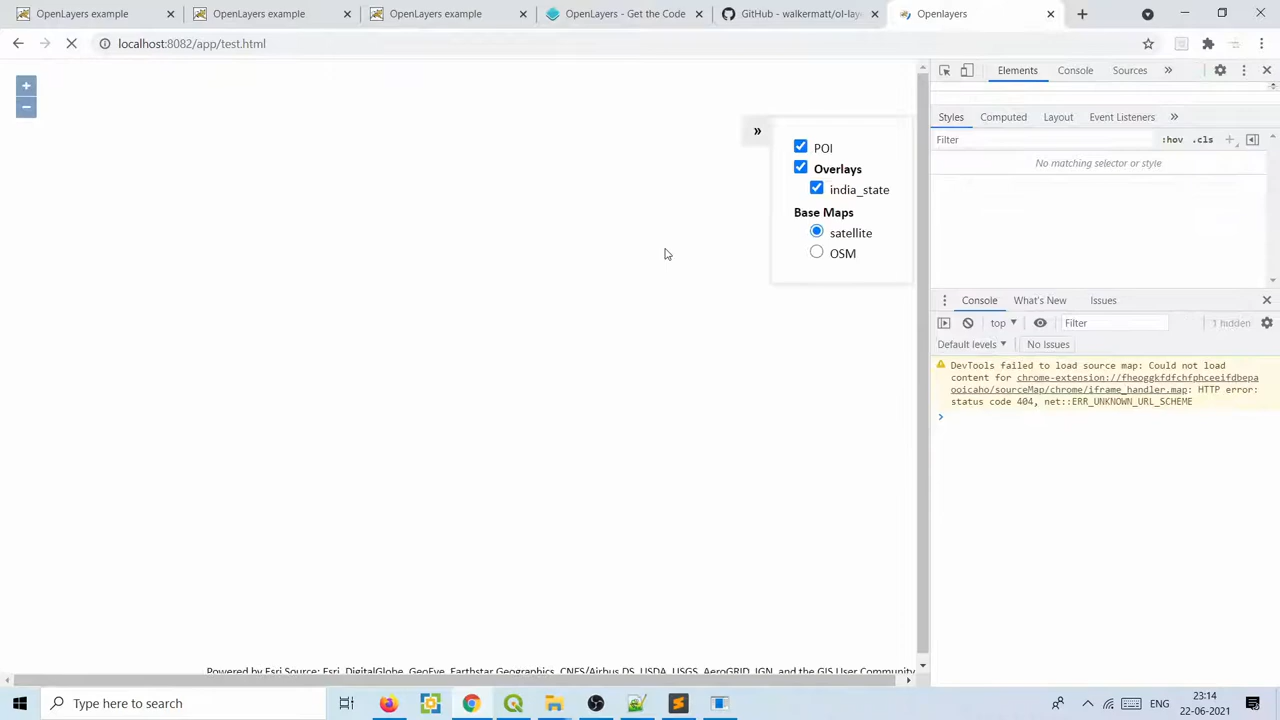 OpenLayers example
OpenLayers example
OpenLayers example
OpenLayers - Get the Code
GitHub - walkermatt/ol-lay
Openlayers
localhost:8082/app/test.html
+
−
»
POI
Overlays
india_state
Base Maps
satellite
OSM
Powered by Esri Source: Esri, DigitalGlobe, GeoEye, Earthstar Geographics, CNES/Airbus DS, USDA, USGS, AeroGRID, IGN, and the GIS User Community
Elements
Console
Sources
»
Styles
Computed
Layout
Event Listeners
»
Filter
:hov .cls
No matching selector or style
Console
What's New
Issues
top
Filter
1 hidden
Default levels
No Issues
DevTools failed to load source map: Could not load
content for chrome-extension://fheoggkfdfchfphceeifdbepa
ooicaho/sourceMap/chrome/iframe_handler.map: HTTP error:
status code 404, net::ERR_UNKNOWN_URL_SCHEME
Type here to search
ENG
23:14
22-06-2021